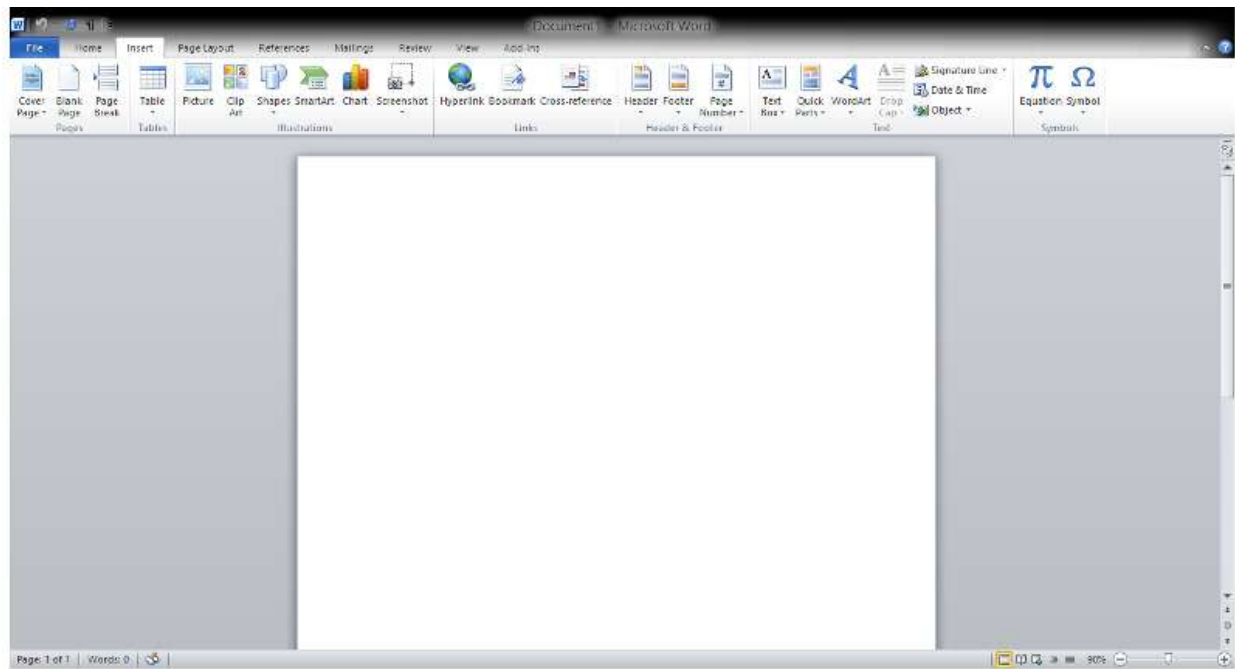 Document1 - Microsoft Word
File Home Insert Page Layout References Mailings Review View Add-Ins
Cover Page Blank Page Page Break Table Picture Clip Art Shapes SmartArt Chart Screenshot Hyperlink Bookmark Cross-reference Header Footer Page Number Text Box Quick Parts WordArt Drop Cap Signature Line Date & Time Object Equation Symbol
Pages Tables Illustrations Links Header & Footer Text Symbols
Page: 1 of 1 Words: 0 90%